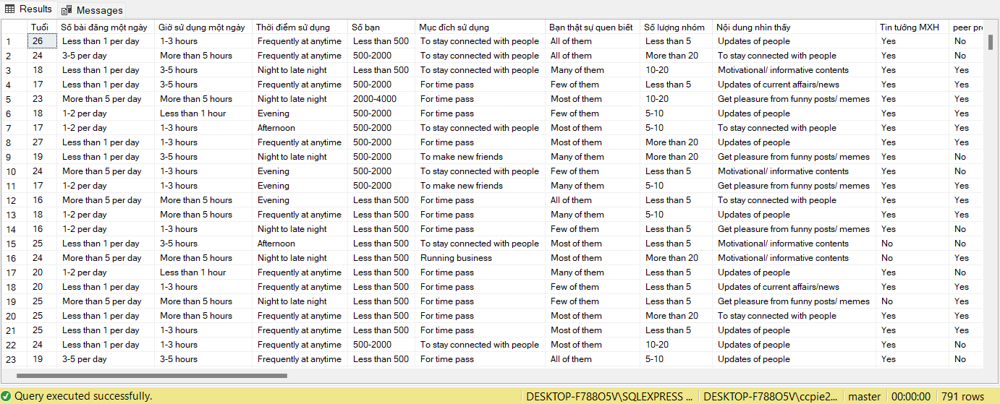 Results Messages
Tuổi Số bài đăng một ngày Giờ sử dụng một ngày Thời điểm sử dụng Số bạn Mục đích sử dụng Bạn thật sự quen biết Số lượng nhóm Nội dung nhìn thấy Tin tưởng MXH peer pre
1 26 Less than 1 per day 1-3 hours Frequently at anytime Less than 500 To stay connected with people All of them Less than 5 Updates of people Yes No
2 24 3-5 per day More than 5 hours Frequently at anytime 500-2000 To stay connected with people All of them More than 20 To stay connected with people Yes No
3 18 Less than 1 per day 3-5 hours Night to late night Less than 500 To stay connected with people Many of them 10-20 Motivational/ informative contents Yes Yes
4 17 Less than 1 per day 3-5 hours Frequently at anytime 500-2000 For time pass Few of them Less than 5 Updates of current affairs/news Yes Yes
5 23 More than 5 per day More than 5 hours Night to late night 2000-4000 For time pass Most of them 10-20 Get pleasure from funny posts/ memes Yes Yes
6 18 1-2 per day Less than 1 hour Evening 500-2000 For time pass Few of them 5-10 Updates of people Yes Yes
7 17 1-2 per day 1-3 hours Afternoon 500-2000 To stay connected with people Most of them 5-10 To stay connected with people Yes Yes
8 27 Less than 1 per day 1-3 hours Frequently at anytime 500-2000 For time pass Most of them More than 20 Updates of people Yes Yes
9 19 Less than 1 per day 3-5 hours Night to late night 500-2000 To make new friends Many of them More than 20 Get pleasure from funny posts/ memes Yes No
10 24 More than 5 per day 1-3 hours Evening 500-2000 To stay connected with people Few of them Less than 5 Motivational/ informative contents Yes No
11 17 1-2 per day 1-3 hours Evening 500-2000 To make new friends Many of them 5-10 Get pleasure from funny posts/ memes Yes Yes
12 16 More than 5 per day More than 5 hours Evening Less than 500 For time pass All of them Less than 5 To stay connected with people Yes Yes
13 18 1-2 per day More than 5 hours Frequently at anytime Less than 500 For time pass Many of them 5-10 Updates of people Yes Yes
14 16 1-2 per day 1-3 hours Night to late night Less than 500 For time pass Few of them Less than 5 Get pleasure from funny posts/ memes Yes No
15 25 Less than 1 per day 3-5 hours Afternoon Less than 500 To stay connected with people Most of them Less than 5 Motivational/ informative contents No No
16 24 More than 5 per day More than 5 hours Night to late night Less than 500 Running business Most of them More than 20 Motivational/ informative contents No Yes
17 20 1-2 per day Less than 1 hour Frequently at anytime Less than 500 For time pass Many of them Less than 5 Updates of people Yes No
18 20 Less than 1 per day 1-3 hours Frequently at anytime Less than 500 For time pass Few of them Less than 5 Updates of current affairs/news Yes Yes
19 25 More than 5 per day More than 5 hours Night to late night Less than 500 For time pass Few of them Less than 5 Get pleasure from funny posts/ memes No Yes
20 25 Less than 1 per day More than 5 hours Frequently at anytime Less than 500 For time pass Most of them More than 20 To stay connected with people Yes Yes
21 25 Less than 1 per day 1-3 hours Frequently at anytime Less than 500 For time pass Most of them Less than 5 Updates of people Yes Yes
22 24 Less than 1 per day 1-3 hours Frequently at anytime 500-2000 To stay connected with people Most of them 10-20 Updates of people Yes No
23 19 3-5 per day 3-5 hours Frequently at anytime Less than 500 For time pass All of them 5-10 Updates of people Yes No
Query executed successfully. DESKTOP-F788O5V\SQLEXPRESS ... DESKTOP-F788O5V\ccpie2... master 00:00:00 791 rows